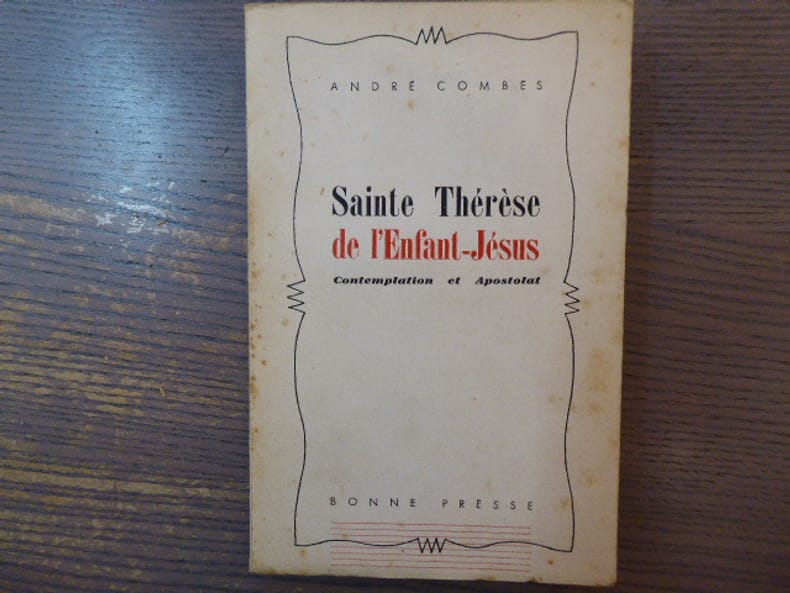 ANDRÉ COMBES
Sainte Thérèse
de l'Enfant-Jésus
Contemplation et Apostolat
BONNE PRESSE